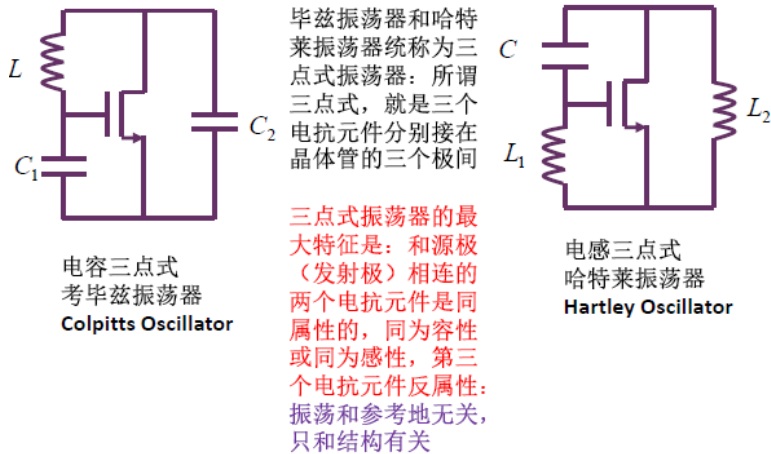 L
C1
C2
电容三点式
考毕兹振荡器
Colpitts Oscillator
毕兹振荡器和哈特
莱振荡器统称为三
点式振荡器：所谓
三点式，就是三个
电抗元件分别接在
晶体管的三个极间
三点式振荡器的最
大特征是：和源极
（发射极）相连的
两个电抗元件是同
属性的，同为容性
或同为感性，第三
个电抗元件反属性：
振荡和参考地无关，
只和结构有关
C
L1
L2
电感三点式
哈特莱振荡器
Hartley Oscillator